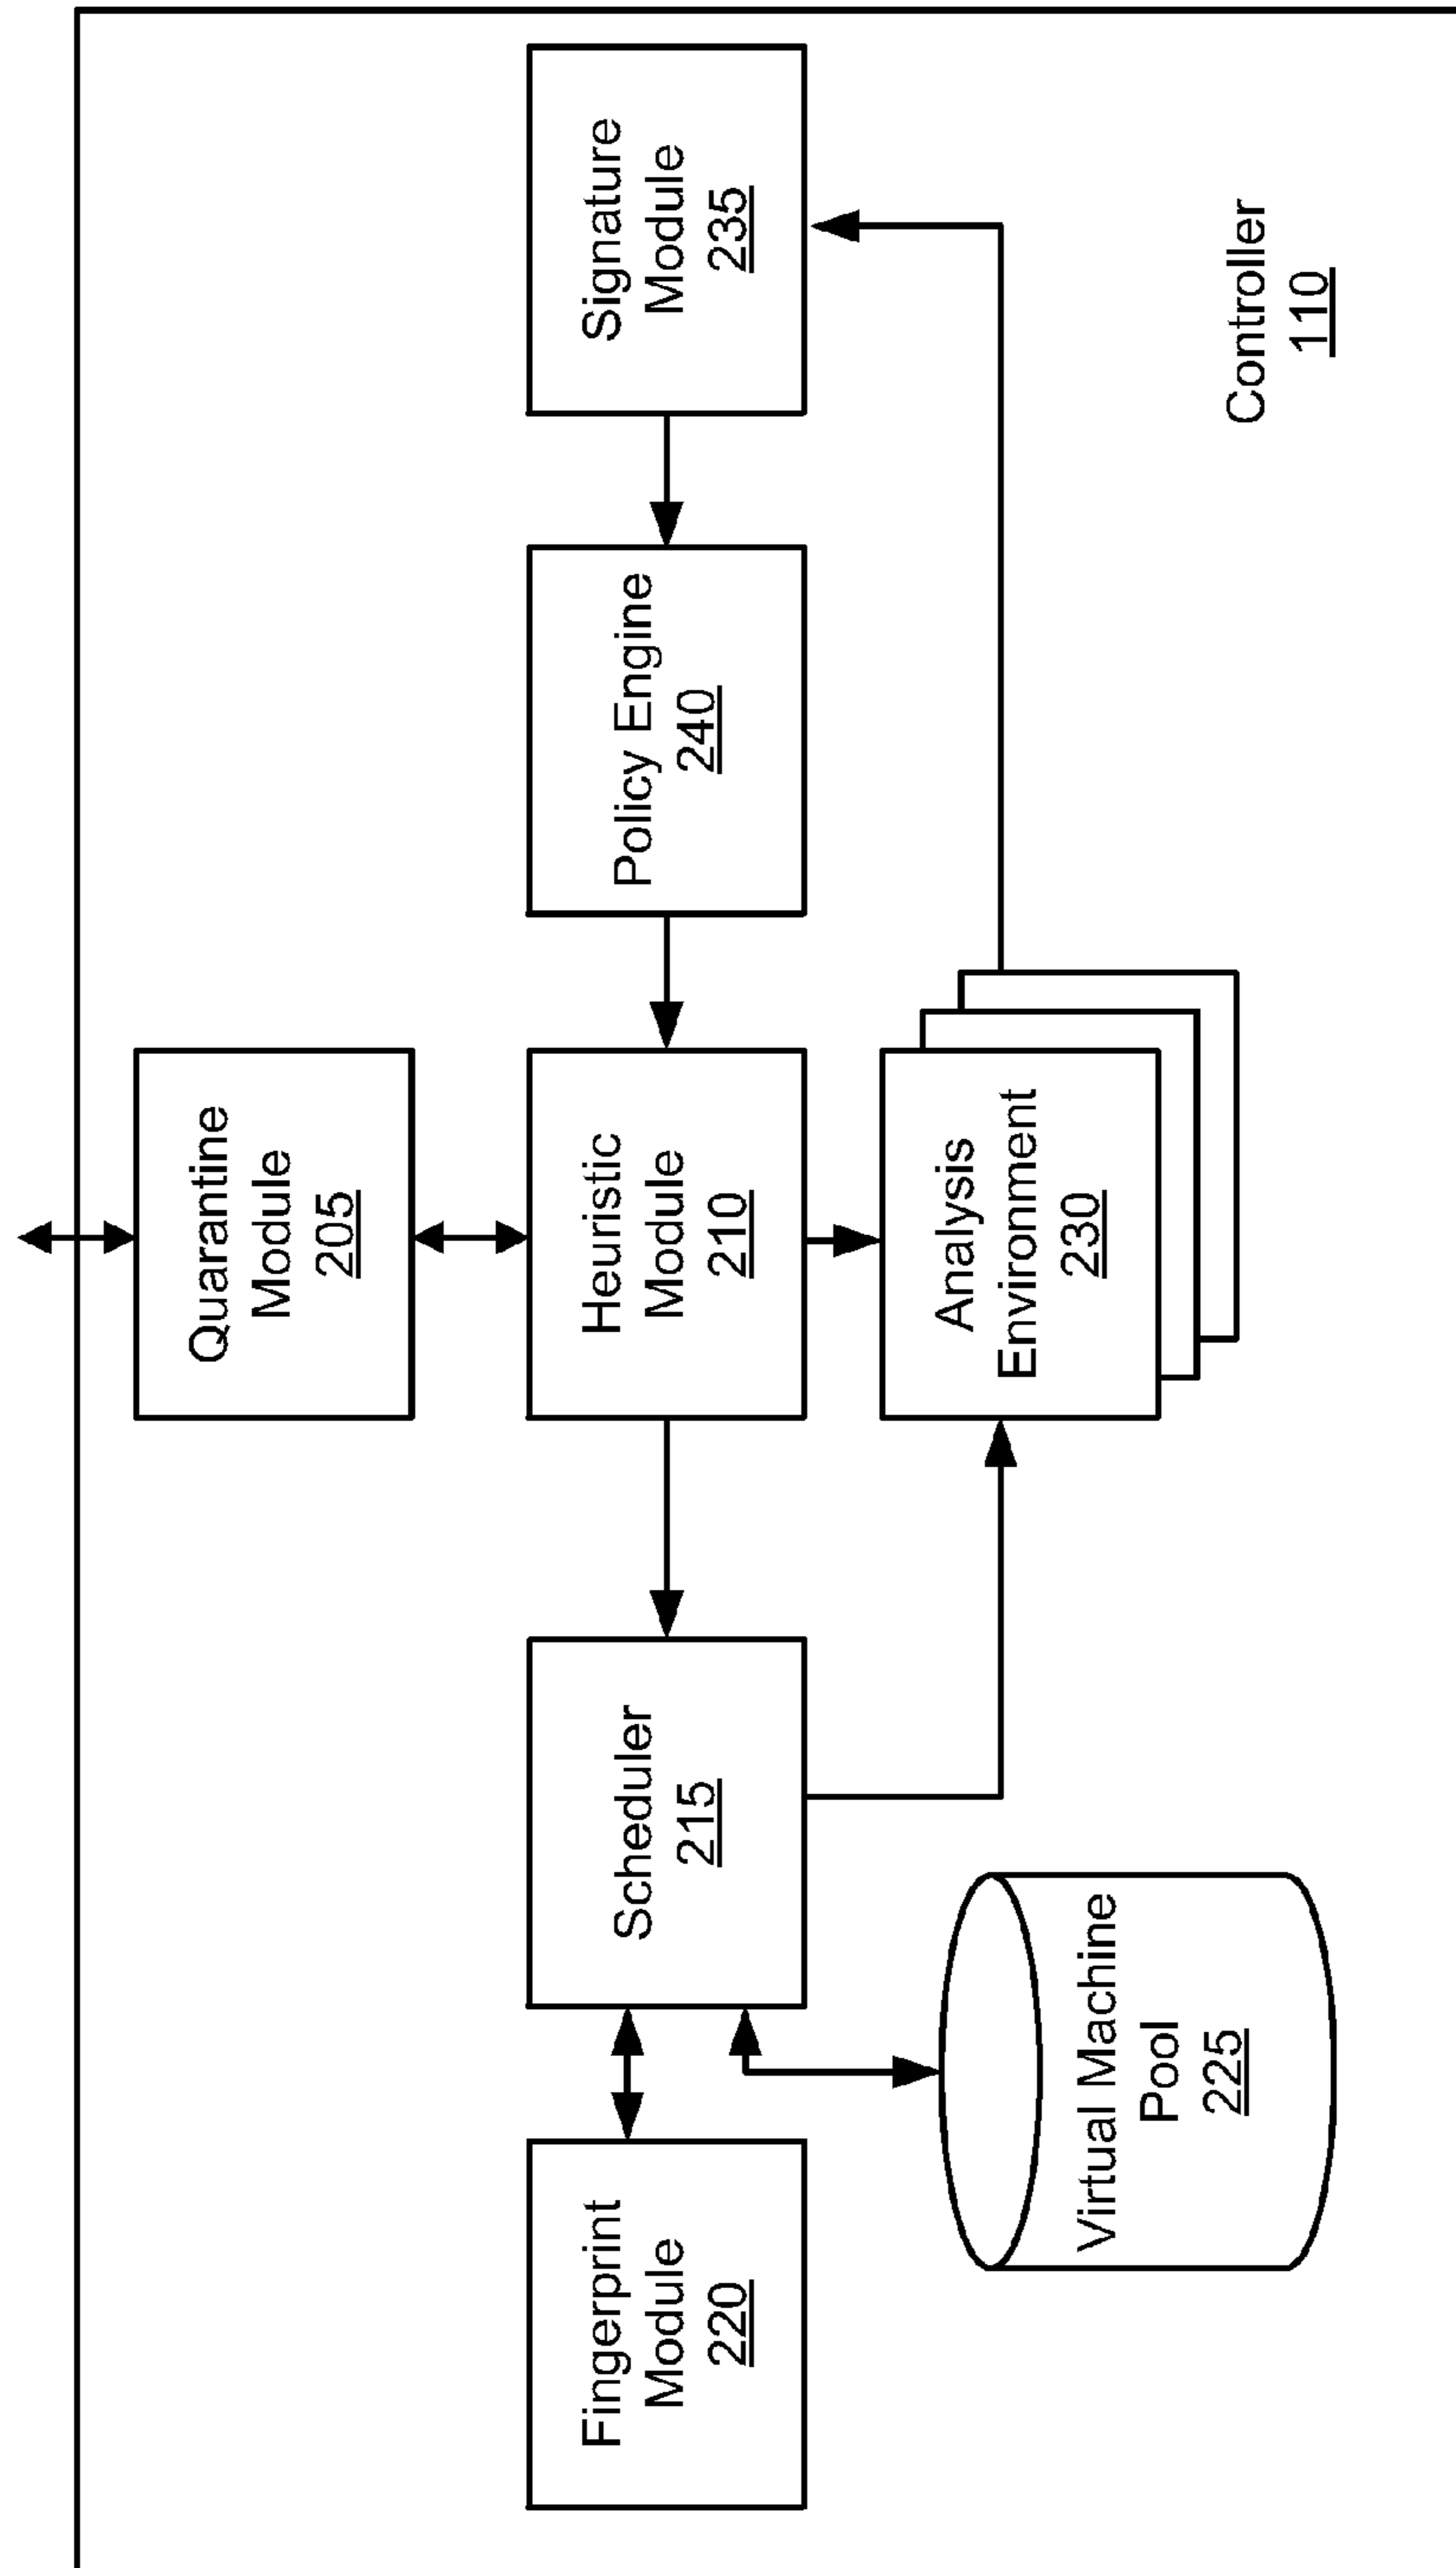 Quarantine
Module
205
Fingerprint
Module
220
Scheduler
215
Heuristic
Module
210
Policy Engine
240
Signature
Module
235
Virtual Machine
Pool
225
Analysis
Environment
230
Controller
110